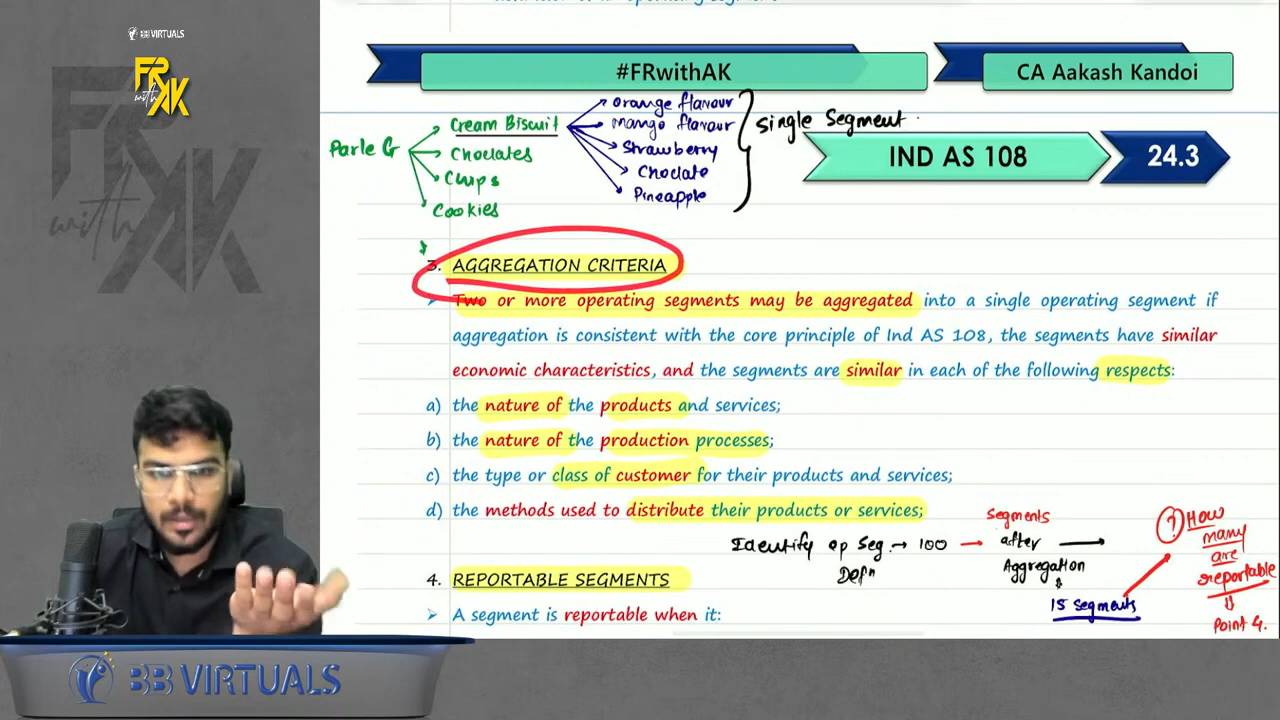 BB VIRTUALS
FR
with
AK
#FRwithAK
CA Aakash Kandoi
IND AS 108
24.3
Parle G
Cream Biscuit
Choclates
Chips
Cookies
Orange flavour
Mango flavour
Strawberry
Choclate
Pineapple
Single Segment
3. AGGREGATION CRITERIA
➢ Two or more operating segments may be aggregated into a single operating segment if
aggregation is consistent with the core principle of Ind AS 108, the segments have similar
economic characteristics, and the segments are similar in each of the following respects:
a) the nature of the products and services;
b) the nature of the production processes;
c) the type or class of customer for their products and services;
d) the methods used to distribute their products or services;
Identify op Seg. → 100 → Segments
after
Aggregation
Defn
15 Segments
? How
many
are
reportable
⇓
Point 4.
4. REPORTABLE SEGMENTS
➢ A segment is reportable when it:
BB VIRTUALS